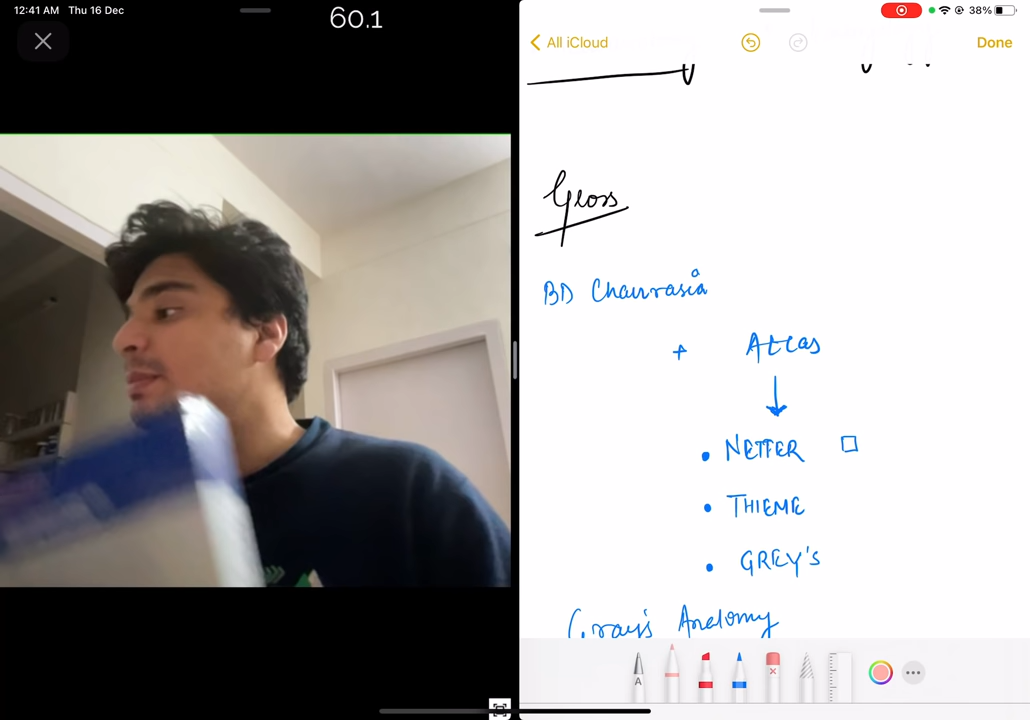 12:41 AM Thu 16 Dec
60.1
38%
All iCloud
Done
Gross
BD Chaurasia
+ Atlas
• NETTER
• THIEME
• GREY'S
Gray's Anatomy
A